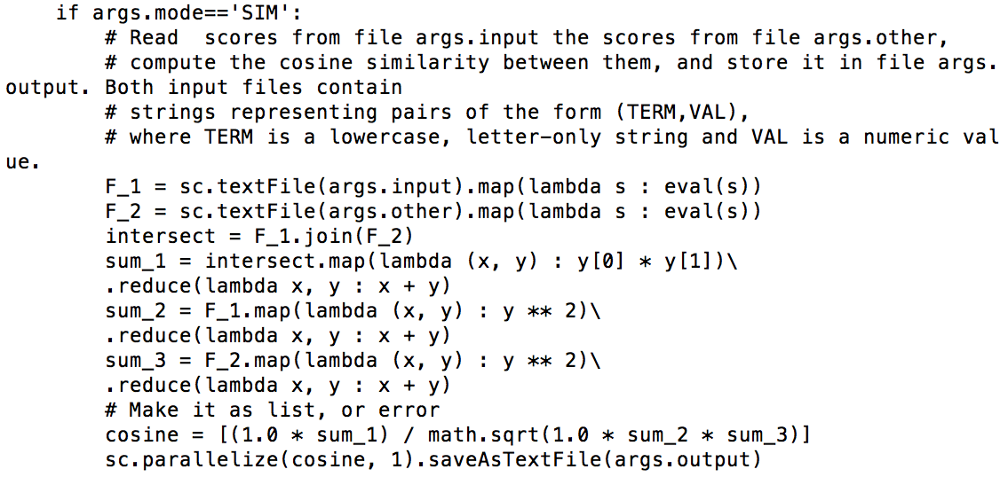 if args.mode=='SIM':
        # Read  scores from file args.input the scores from file args.other,
        # compute the cosine similarity between them, and store it in file args.
output. Both input files contain
        # strings representing pairs of the form (TERM,VAL),
        # where TERM is a lowercase, letter-only string and VAL is a numeric val
ue.
        F_1 = sc.textFile(args.input).map(lambda s : eval(s))
        F_2 = sc.textFile(args.other).map(lambda s : eval(s))
        intersect = F_1.join(F_2)
        sum_1 = intersect.map(lambda (x, y) : y[0] * y[1])\
        .reduce(lambda x, y : x + y)
        sum_2 = F_1.map(lambda (x, y) : y ** 2)\
        .reduce(lambda x, y : x + y)
        sum_3 = F_2.map(lambda (x, y) : y ** 2)\
        .reduce(lambda x, y : x + y)
        # Make it as list, or error
        cosine = [(1.0 * sum_1) / math.sqrt(1.0 * sum_2 * sum_3)]
        sc.parallelize(cosine, 1).saveAsTextFile(args.output)